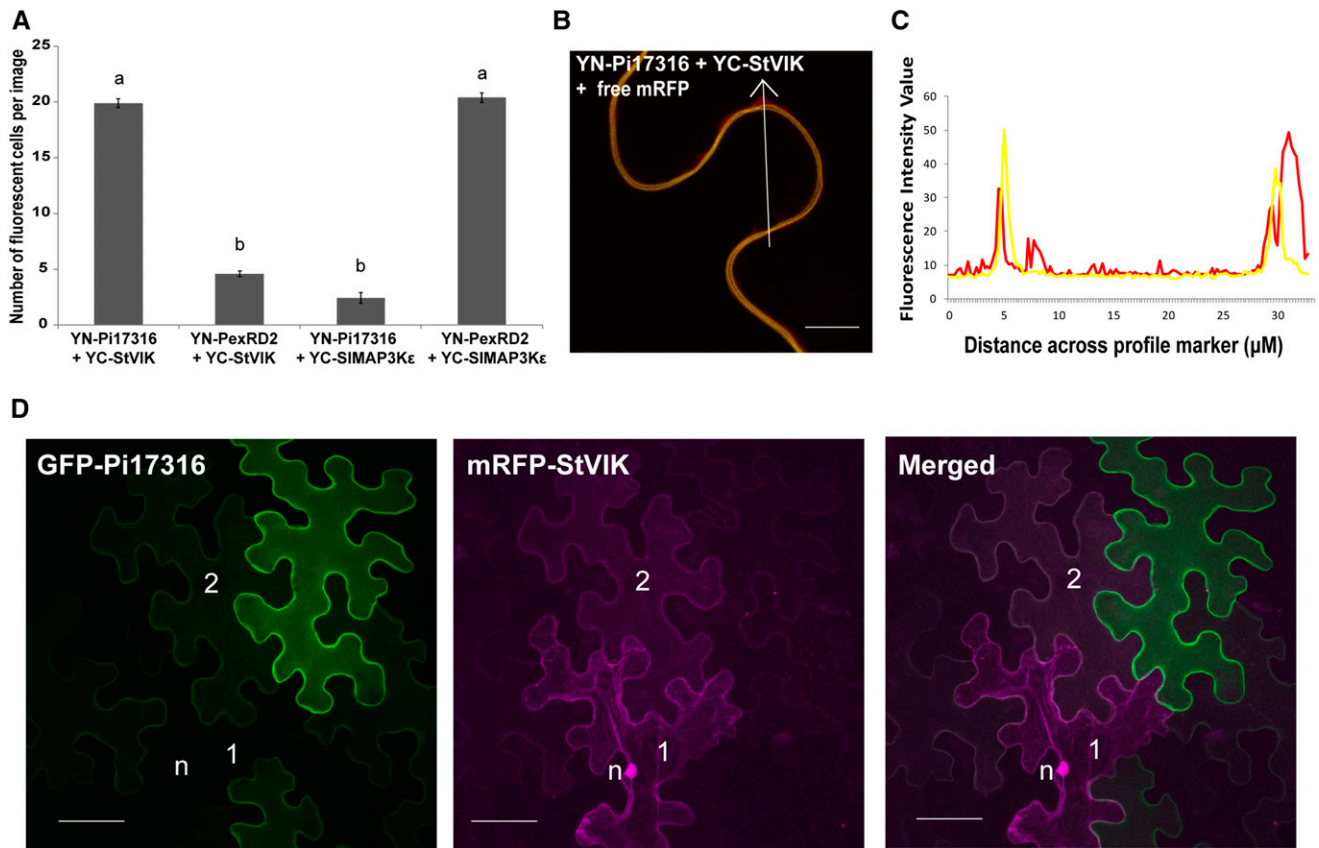 A
Number of fluorescent cells per image
25
20
15
10
5
0
a
b
b
a
YN-Pi17316
+ YC-StVIK
YN-PexRD2
+ YC-StVIK
YN-Pi17316
+ YC-SlMAP3Kε
YN-PexRD2
+ YC-SlMAP3Kε
B
YN-Pi17316 + YC-StVIK
+ free mRFP
C
Fluorescence Intensity Value
60
50
40
30
20
10
0
0
5
10
15
20
25
30
Distance across profile marker (µM)
D
GFP-Pi17316
2
1
n
mRFP-StVIK
2
1
n
Merged
2
1
n